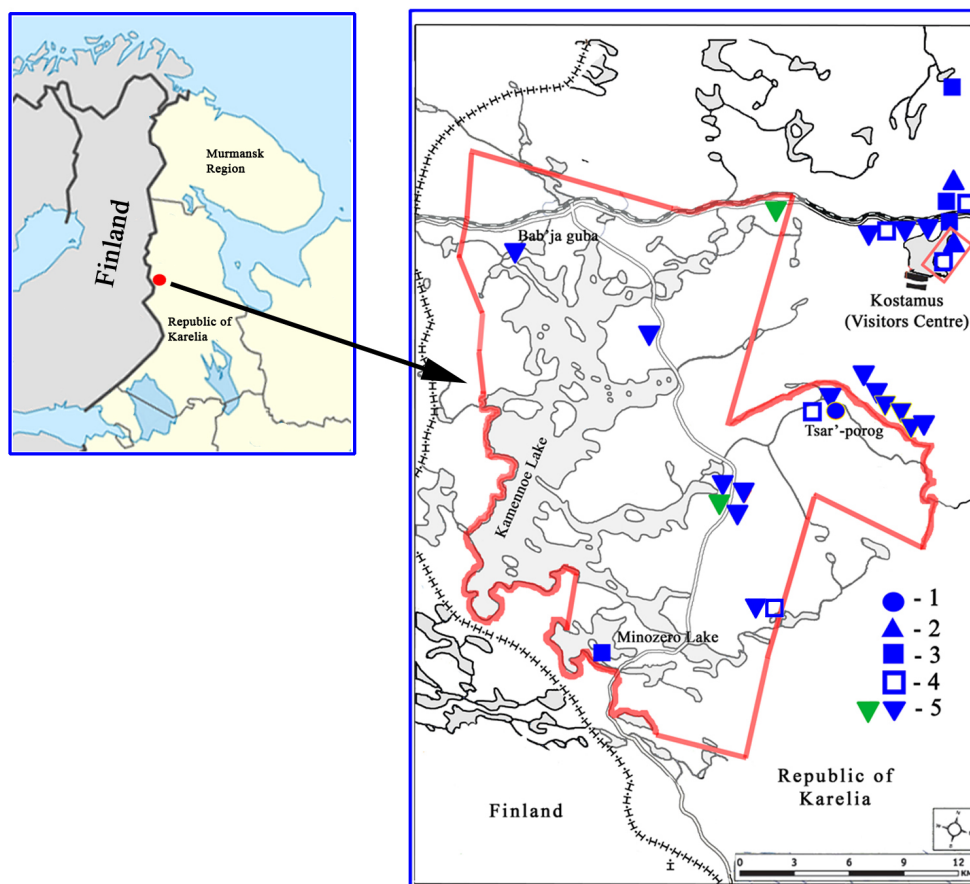 Murmansk
Region
Finland
Republic of
Karelia
Bab'ja guba
Kostamus
(Visitors Centre)
Tsar'-porog
Kamennoe Lake
Minozero Lake
- 1
- 2
- 3
- 4
- 5
Republic of
Karelia
Finland
0 3 6 9 12